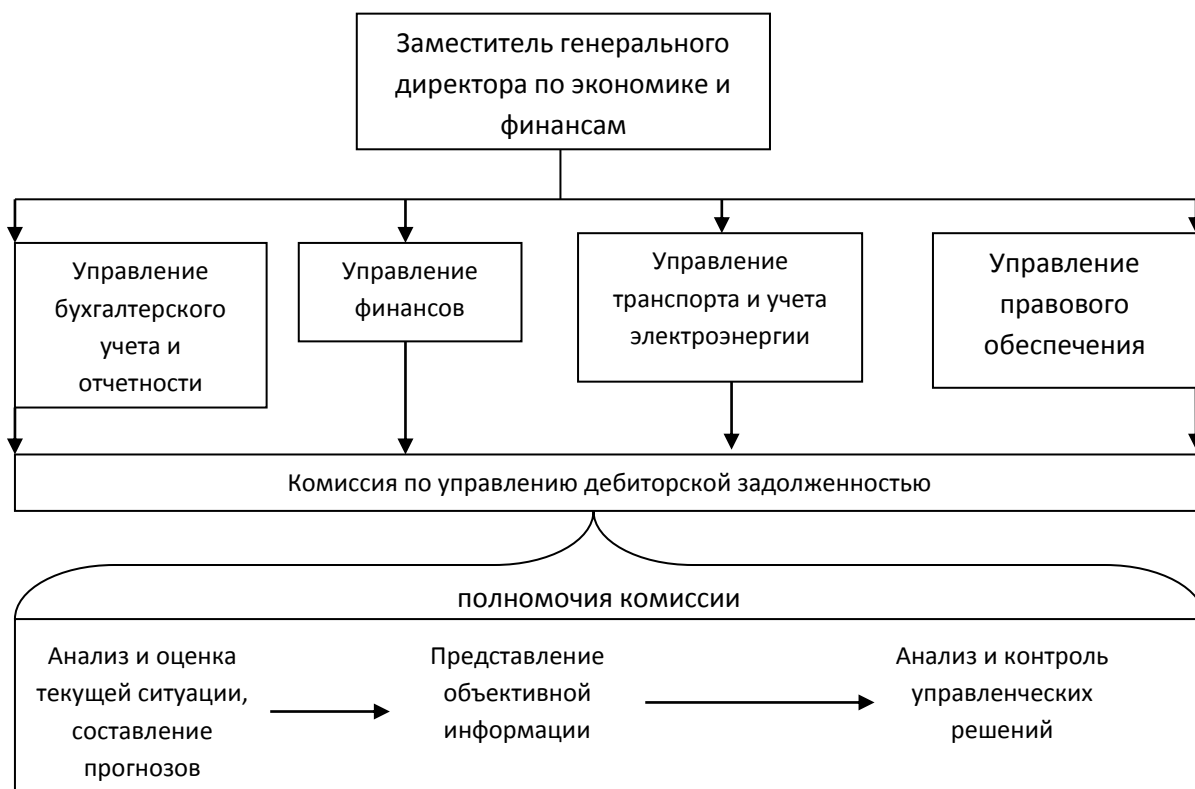 Заместитель генерального
директора по экономике и
финансам
Управление
бухгалтерского
учета и
отчетности
Управление
финансов
Управление
транспорта и учета
электроэнергии
Управление
правового
обеспечения
Комиссия по управлению дебиторской задолженностью
полномочия комиссии
Анализ и оценка
текущей ситуации,
составление
прогнозов
Представление
объективной
информации
Анализ и контроль
управленческих
решений